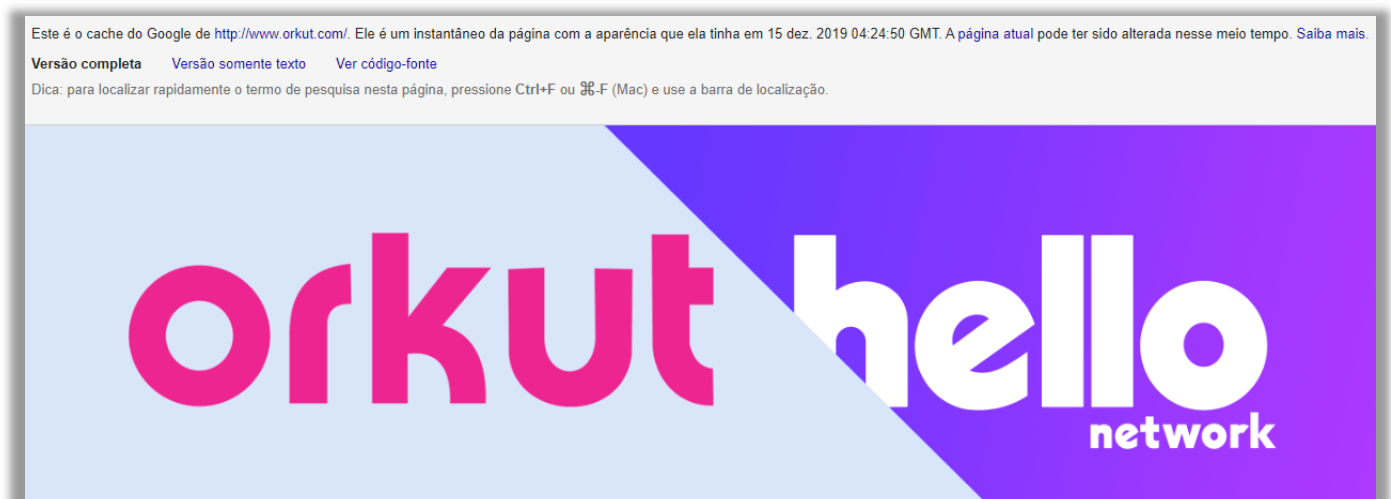 Este é o cache do Google de http://www.orkut.com/. Ele é um instantâneo da página com a aparência que ela tinha em 15 dez. 2019 04:24:50 GMT. A página atual pode ter sido alterada nesse meio tempo. Saiba mais.
Versão completa Versão somente texto Ver código-fonte
Dica: para localizar rapidamente o termo de pesquisa nesta página, pressione Ctrl+F ou ⌘-F (Mac) e use a barra de localização.
orkut hello
network